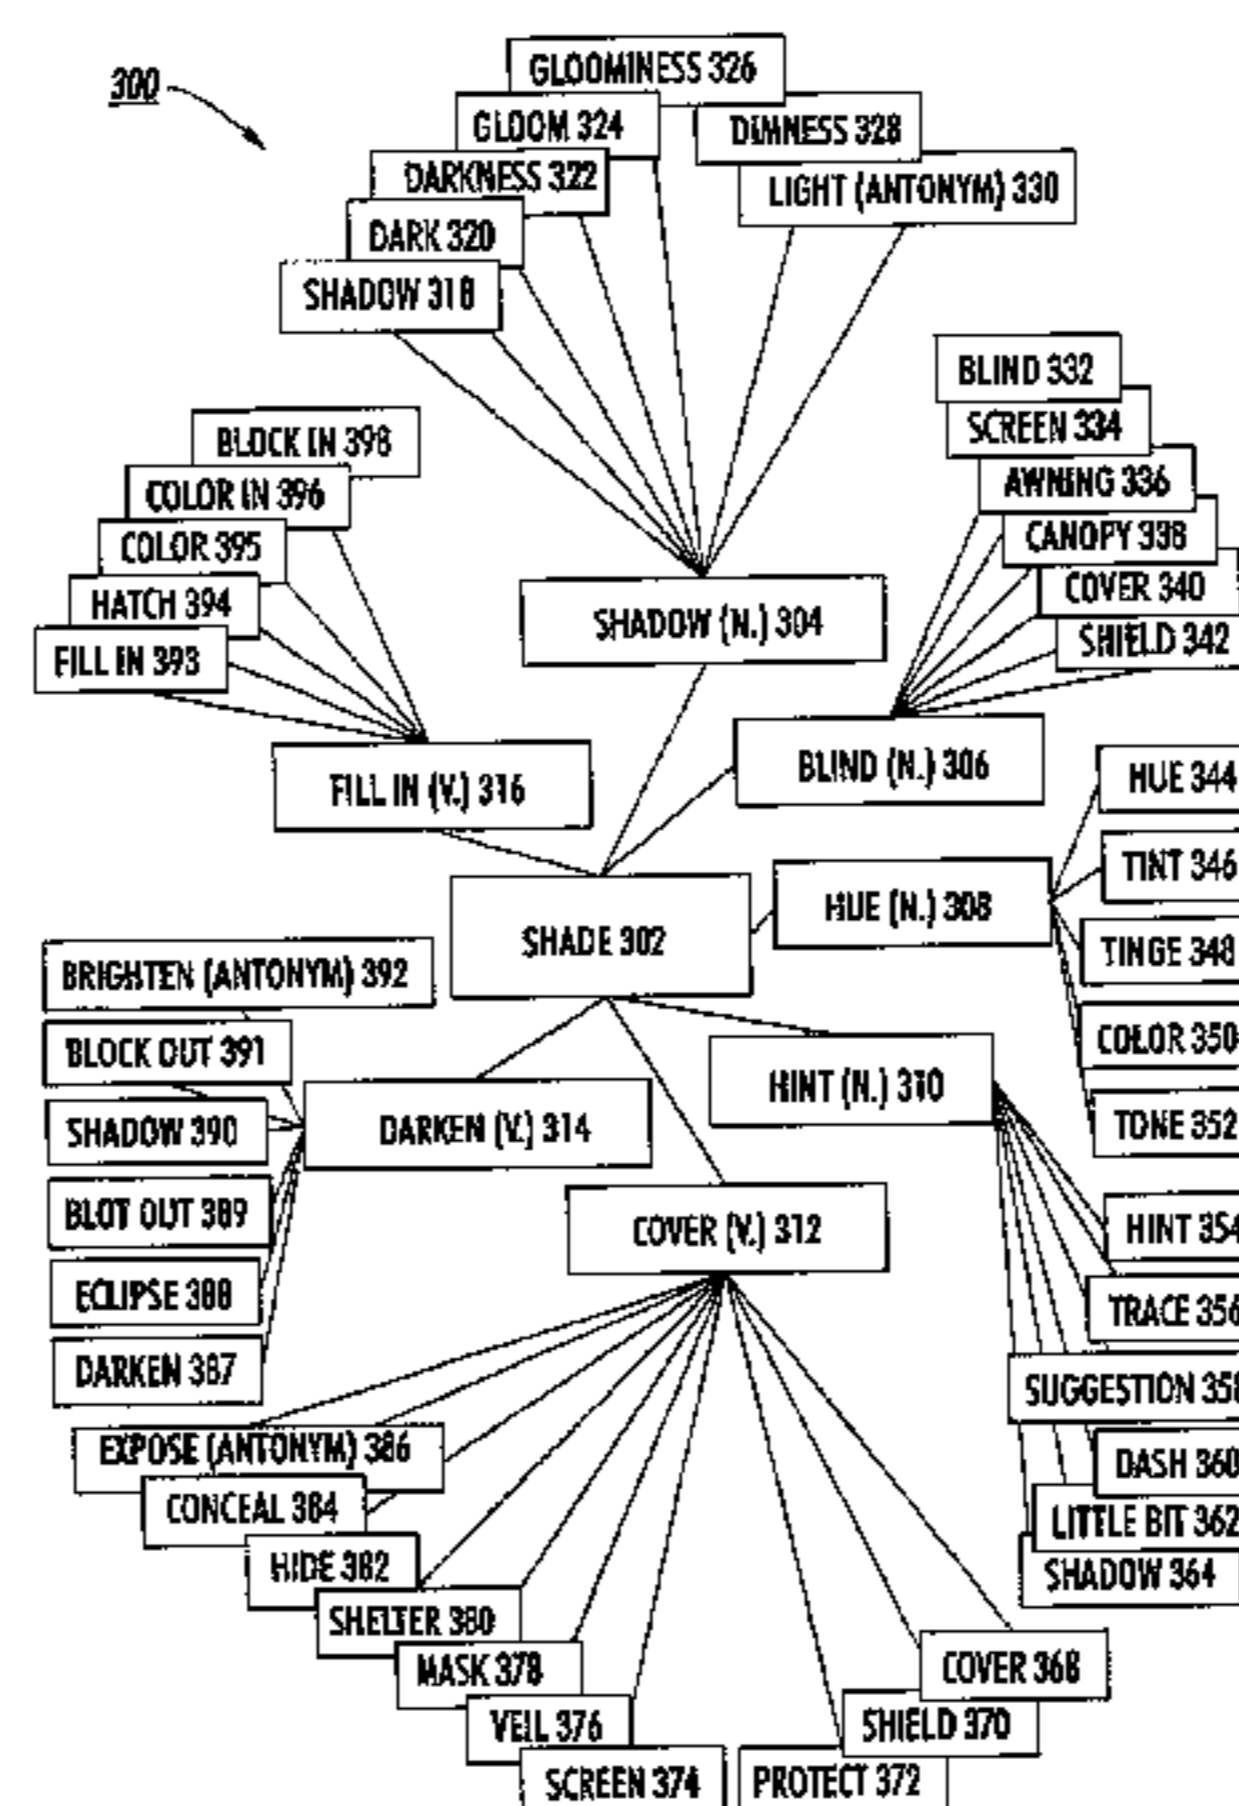 300
GLOOMINESS 326
GLOOM 324
DIMNESS 328
DARKNESS 322
LIGHT (ANTONYM) 330
DARK 320
SHADOW 318
BLIND 332
SCREEN 334
AWNING 336
CANOPY 338
COVER 340
SHIELD 342
BLOCK IN 398
COLOR IN 396
COLOR 395
HATCH 394
FILL IN 393
SHADOW (N.) 304
BLIND (N.) 306
FILL IN (V.) 316
HUE 344
TINT 346
TINGE 348
COLOR 350
TONE 352
HUE (N.) 308
SHADE 302
BRIGHTEN (ANTONYM) 392
BLOCK OUT 391
SHADOW 390
BLOT OUT 389
ECLIPSE 388
DARKEN 387
DARKEN (V.) 314
HINT (N.) 310
COVER (V.) 312
HINT 354
TRACE 356
SUGGESTION 358
DASH 360
LITTLE BIT 362
SHADOW 364
EXPOSE (ANTONYM) 386
CONCEAL 384
HIDE 382
SHELTER 380
MASK 378
VEIL 376
SCREEN 374
PROTECT 372
SHIELD 370
COVER 368